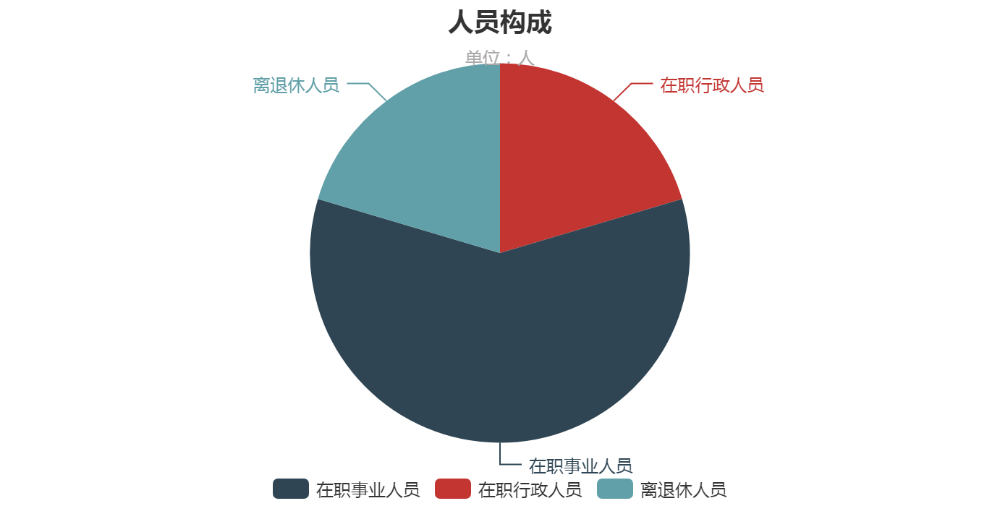 人员构成
单位：人
离退休人员
在职行政人员
在职事业人员
在职事业人员 在职行政人员 离退休人员